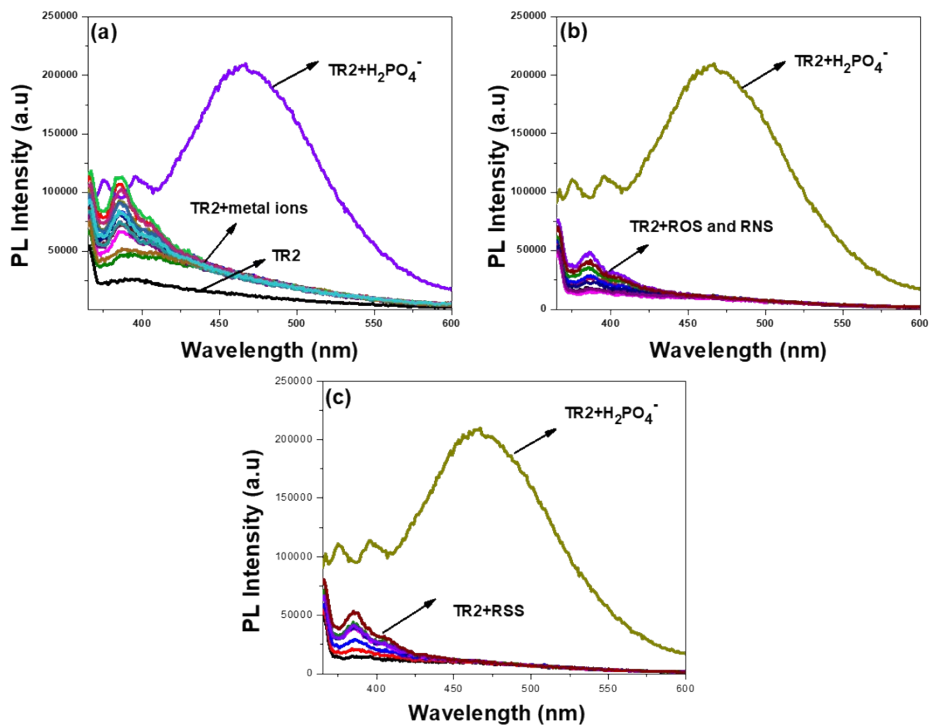 (a)
250000
200000
150000
100000
50000
PL Intensity (a.u)
TR2+H₂PO₄⁻
TR2+metal ions
TR2
400
450
500
550
600
Wavelength (nm)
(b)
250000
200000
150000
100000
50000
0
PL Intensity (a.u)
TR2+H₂PO₄⁻
TR2+ROS and RNS
400
450
500
550
600
Wavelength (nm)
(c)
250000
200000
150000
100000
50000
0
PL Intensity (a.u)
TR2+H₂PO₄⁻
TR2+RSS
400
450
500
550
600
Wavelength (nm)